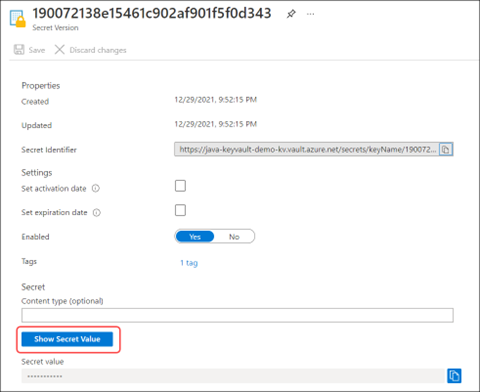 190072138e15461c902af901f5f0d343
Secret Version
Save Discard changes
Properties
Created 12/29/2021, 9:52:15 PM
Updated 12/29/2021, 9:52:15 PM
Secret Identifier https://java-keyvault-demo-kv.vault.azure.net/secrets/keyName/190072...
Settings
Set activation date
Set expiration date
Enabled Yes No
Tags 1 tag
Secret
Content type (optional)
Show Secret Value
Secret value
•••••••••••